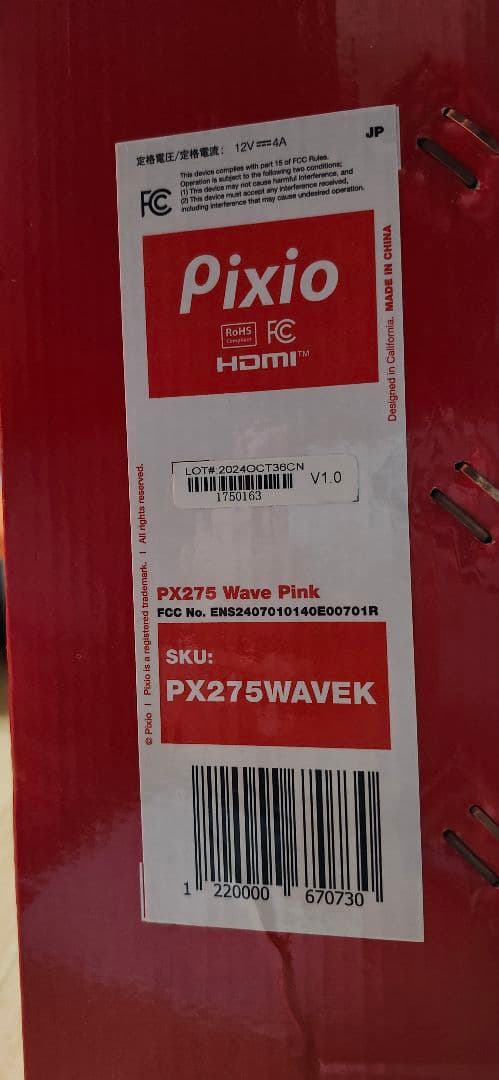 定格電圧/定格電流: 12V⎓4A
JP
FC
This device complies with part 15 of FCC Rules.
Operation is subject to the following two conditions;
(1) This device may not cause harmful interference, and
(2) This device must accept any interference received,
including interference that may cause undesired operation.
Pixio
RoHS
Compliant
FC
HDMI™
Designed in California. MADE IN CHINA
LOT# 2024OCT36CN
1750163
V1.0
© Pixio | Pixio is a registered trademark. | All rights reserved.
PX275 Wave Pink
FCC No. ENS2407010140E00701R
SKU:
PX275WAVEK
1 220000 670730